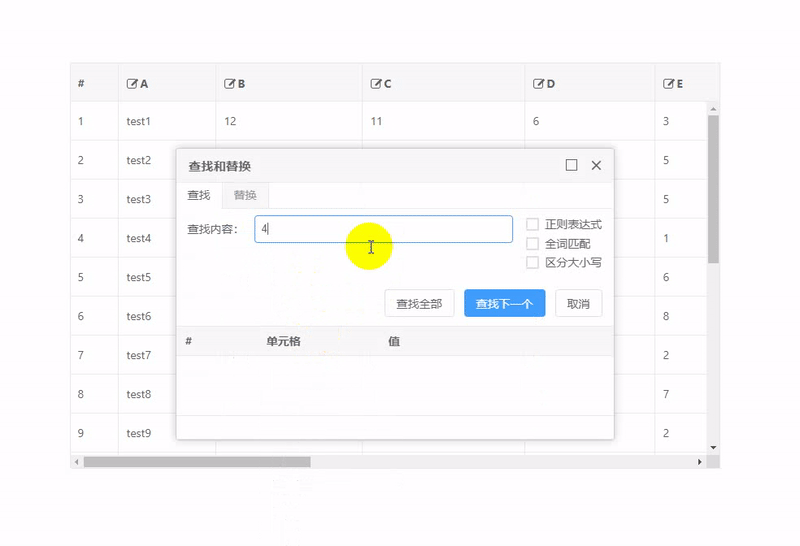 # A B C D E
1 test1 12 11 6 3
2 test2 5
3 test3 5
4 test4 1
5 test5 6
6 test6 8
7 test7 2
8 test8 7
9 test9 2
查找和替换
查找 替换
查找内容： 4
正则表达式
全词匹配
区分大小写
查找全部 查找下一个 取消
# 单元格 值